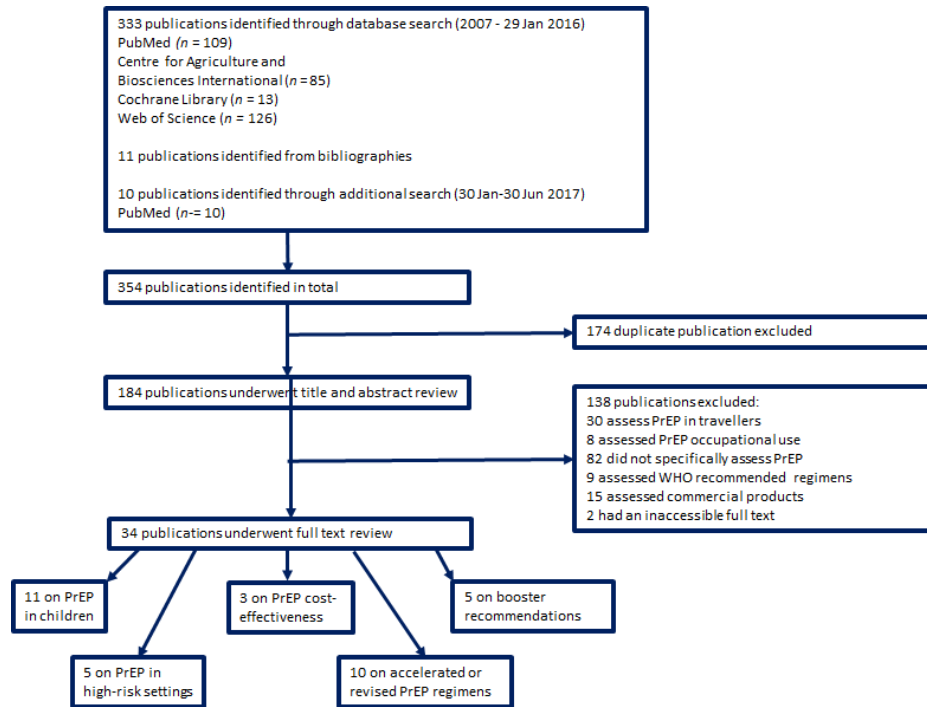 333 publications identified through database search (2007 - 29 Jan 2016)
PubMed (n = 109)
Centre for Agriculture and
Biosciences International (n =85)
Cochrane Library (n = 13)
Web of Science (n = 126)
11 publications identified from bibliographies
10 publications identified through additional search (30 Jan-30 Jun 2017)
PubMed (n-= 10)
354 publications identified in total
174 duplicate publication excluded
184 publications underwent title and abstract review
138 publications excluded:
30 assess PrEP in travellers
8 assessed PrEP occupational use
82 did not specifically assess PrEP
9 assessed WHO recommended regimens
15 assessed commercial products
2 had an inaccessible full text
34 publications underwent full text review
11 on PrEP
in children
3 on PrEP cost-
effectiveness
5 on booster
recommendations
5 on PrEP in
high-risk settings
10 on accelerated or
revised PrEP regimens